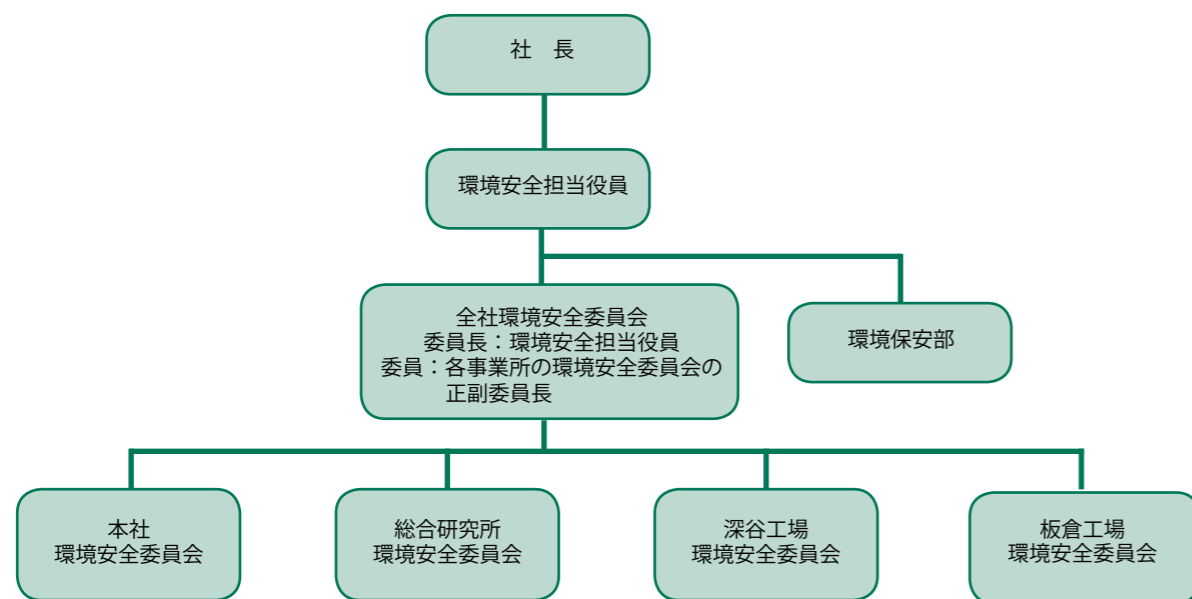 社　長
環境安全担当役員
全社環境安全委員会
委員長：環境安全担当役員
委員：各事業所の環境安全委員会の
正副委員長
環境保安部
本社
環境安全委員会
総合研究所
環境安全委員会
深谷工場
環境安全委員会
板倉工場
環境安全委員会